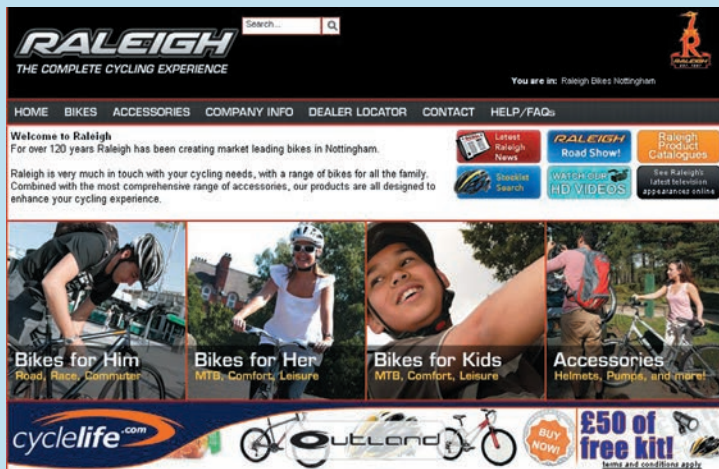 RALEIGH
THE COMPLETE CYCLING EXPERIENCE
Search...
R
RALEIGH
You are in: Raleigh Bikes Nottingham
HOME BIKES ACCESSORIES COMPANY INFO DEALER LOCATOR CONTACT HELP/FAQs
Welcome to Raleigh
For over 120 years Raleigh has been creating market leading bikes in Nottingham.
Raleigh is very much in touch with your cycling needs, with a range of bikes for all the family.
Combined with the most comprehensive range of accessories, our products are all designed to
enhance your cycling experience.
Latest
Raleigh
News
RALEIGH
Road Show!
Raleigh
Product
Catalogues
Stockist
Search
WATCH OUR
HD VIDEOS
See Raleigh's
latest television
appearances online
Bikes for Him
Road, Race, Commuter
Bikes for Her
MTB, Comfort, Leisure
Bikes for Kids
MTB, Comfort, Leisure
Accessories
Helmets, Pumps, and more!
cyclelife.com
Outland
BUY
NOW!
£50 of
free kit!
terms and conditions apply